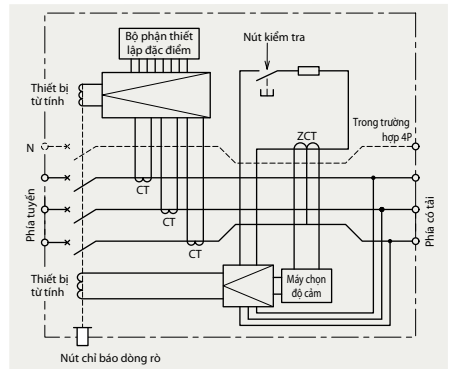 Bộ phận thiết
lập đặc điểm
Nút kiểm tra
Thiết bị
từ tính
Trong trường
hợp 4P
N
ZCT
CT
CT
CT
Phía tuyến
Phía có tải
Thiết bị
từ tính
Máy chọn
độ cảm
Nút chỉ báo dòng rò